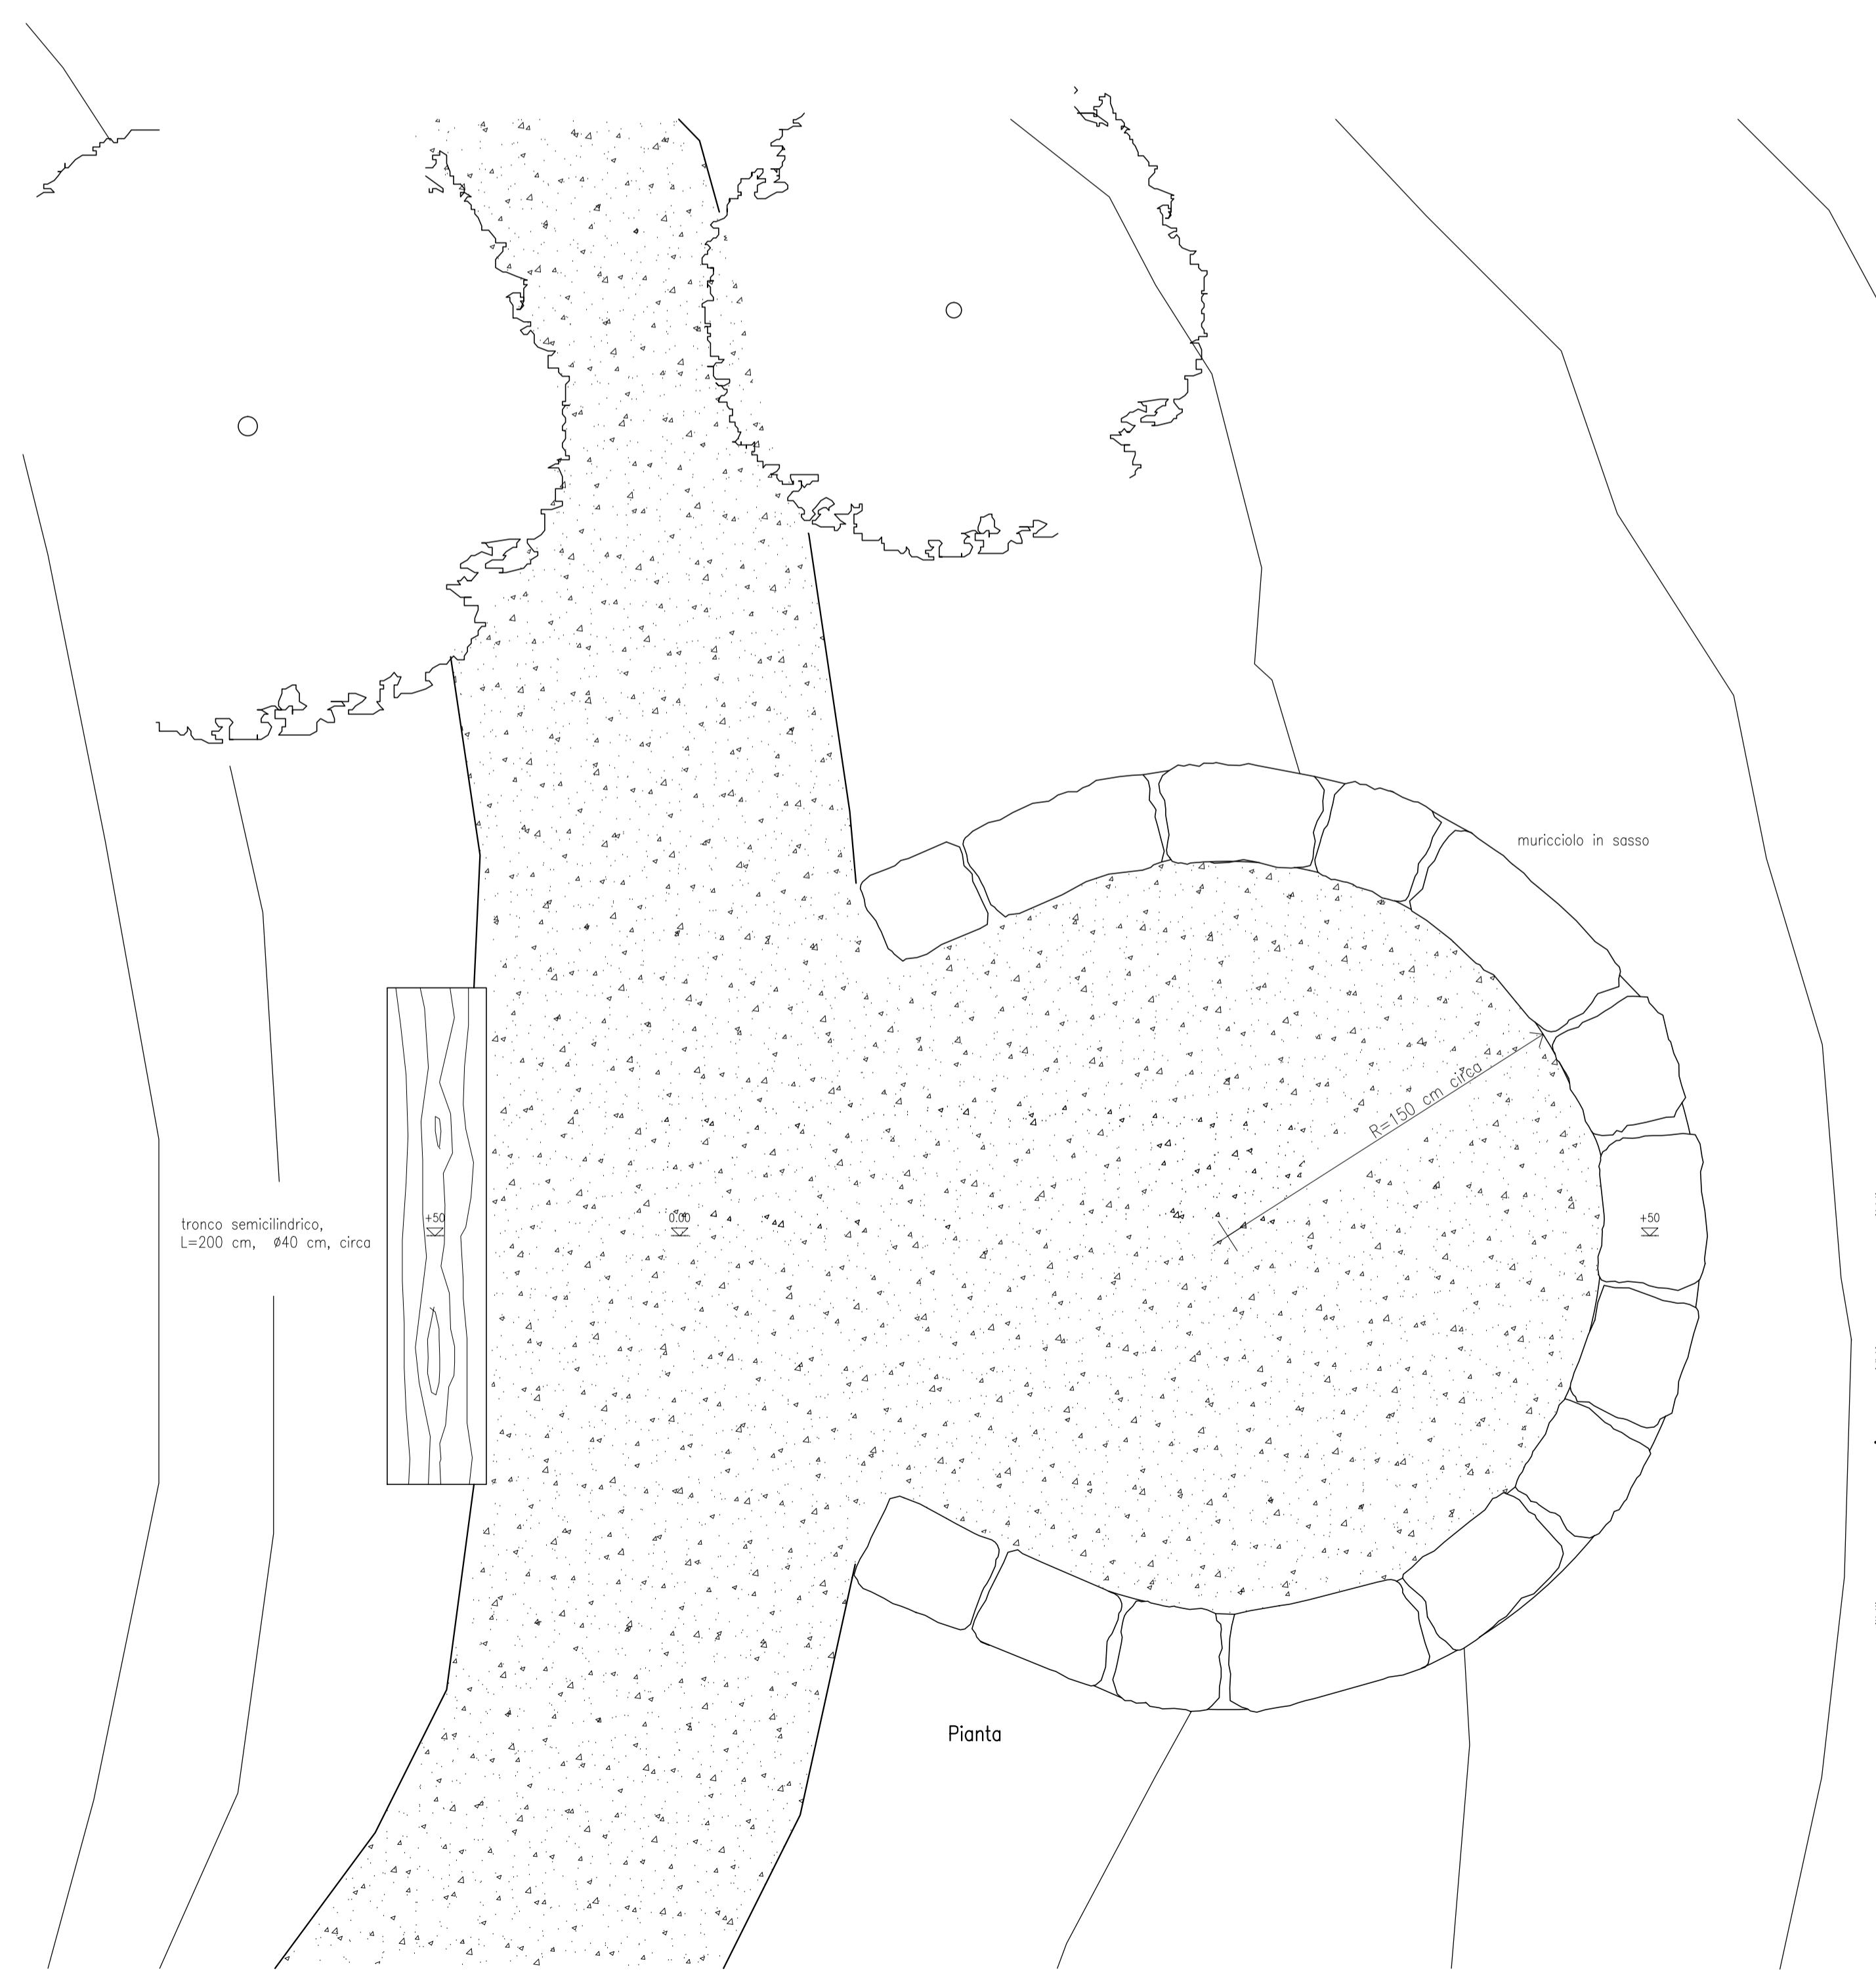 muricciolo in sasso
R=150 cm circa
tronco semicilindrico,
L=200 cm, Ø40 cm, circa
+50
0.00
+50
Pianta